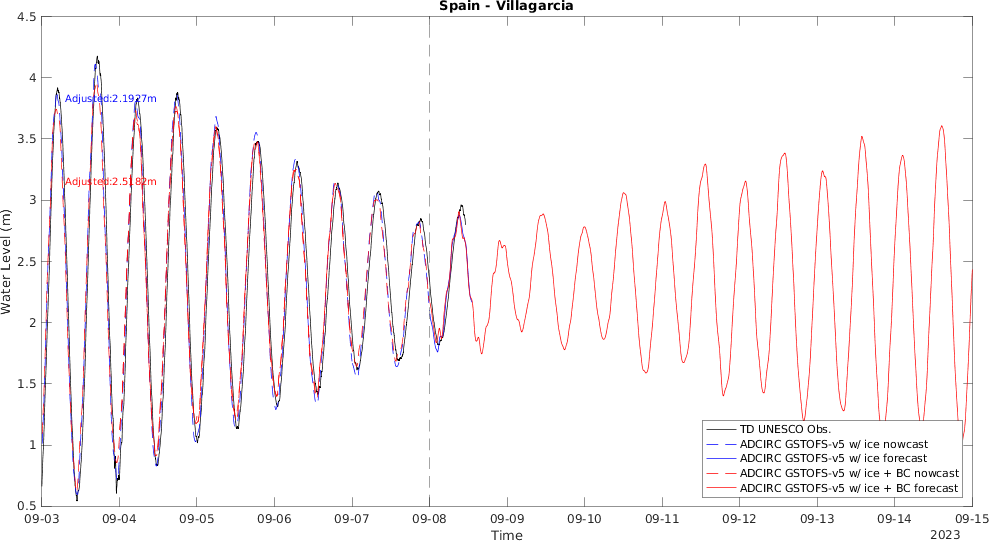 Spain - Villagarcia
Water Level (m)
4.5
4
3.5
3
2.5
2
1.5
1
0.5
Adjusted:2.1927m
Adjusted:2.5182m
TD UNESCO Obs.
ADCIRC GSTOFS-v5 w/ ice nowcast
ADCIRC GSTOFS-v5 w/ ice forecast
ADCIRC GSTOFS-v5 w/ ice + BC nowcast
ADCIRC GSTOFS-v5 w/ ice + BC forecast
09-03 09-04 09-05 09-06 09-07 09-08 09-09 09-10 09-11 09-12 09-13 09-14 09-15
Time
2023